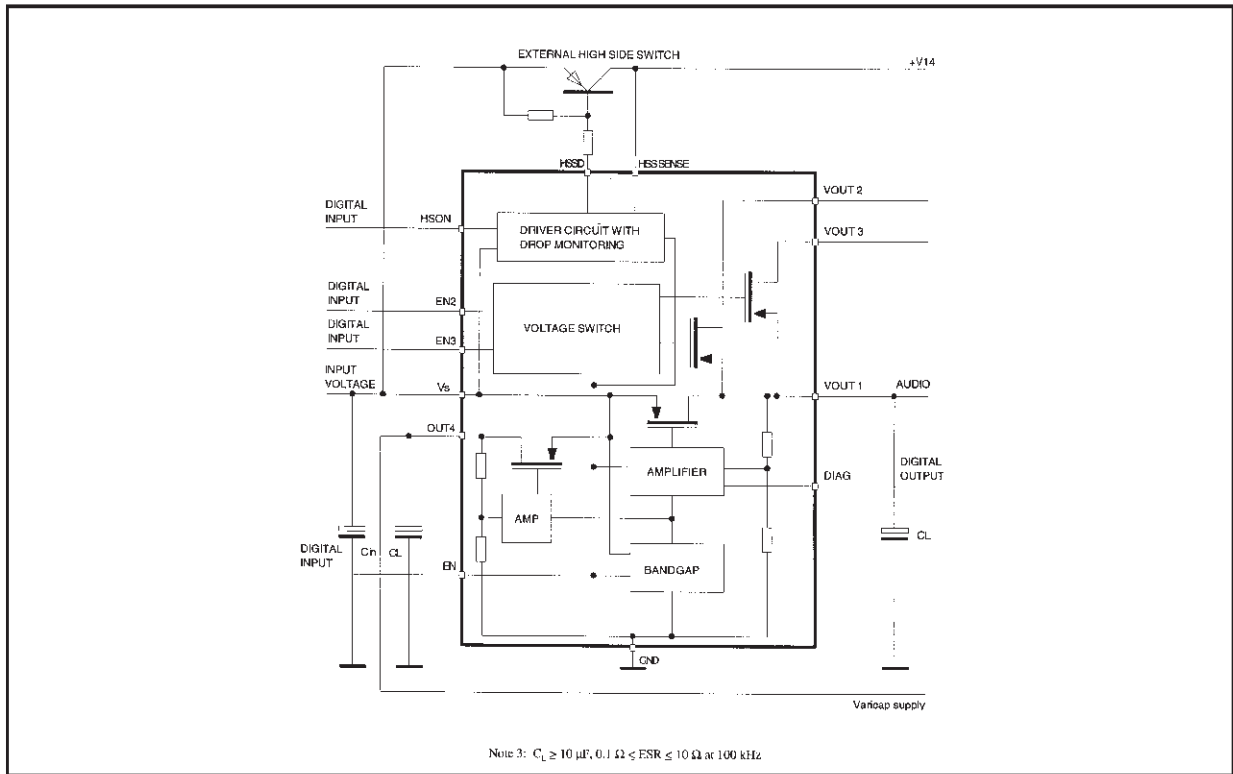 EXTERNAL HIGH SIDE SWITCH
+V14
HSSD
HSSSENSE
VOUT 2
DIGITAL
INPUT
HSON
DRIVER CIRCUIT WITH
DROP MONITORING
VOUT 3
DIGITAL
INPUT
EN2
DIGITAL
INPUT
EN3
VOLTAGE SWITCH
INPUT
VOLTAGE
Vs
VOUT 1
AUDIO
OUT4
AMPLIFIER
DIGITAL
OUTPUT
DIAG
AMP
CL
DIGITAL
INPUT
Cin
CL
EN
BANDGAP
GND
Varicap supply
Note 3: CL ≥ 10 µF, 0.1 Ω ≤ ESR ≤ 10 Ω at 100 kHz